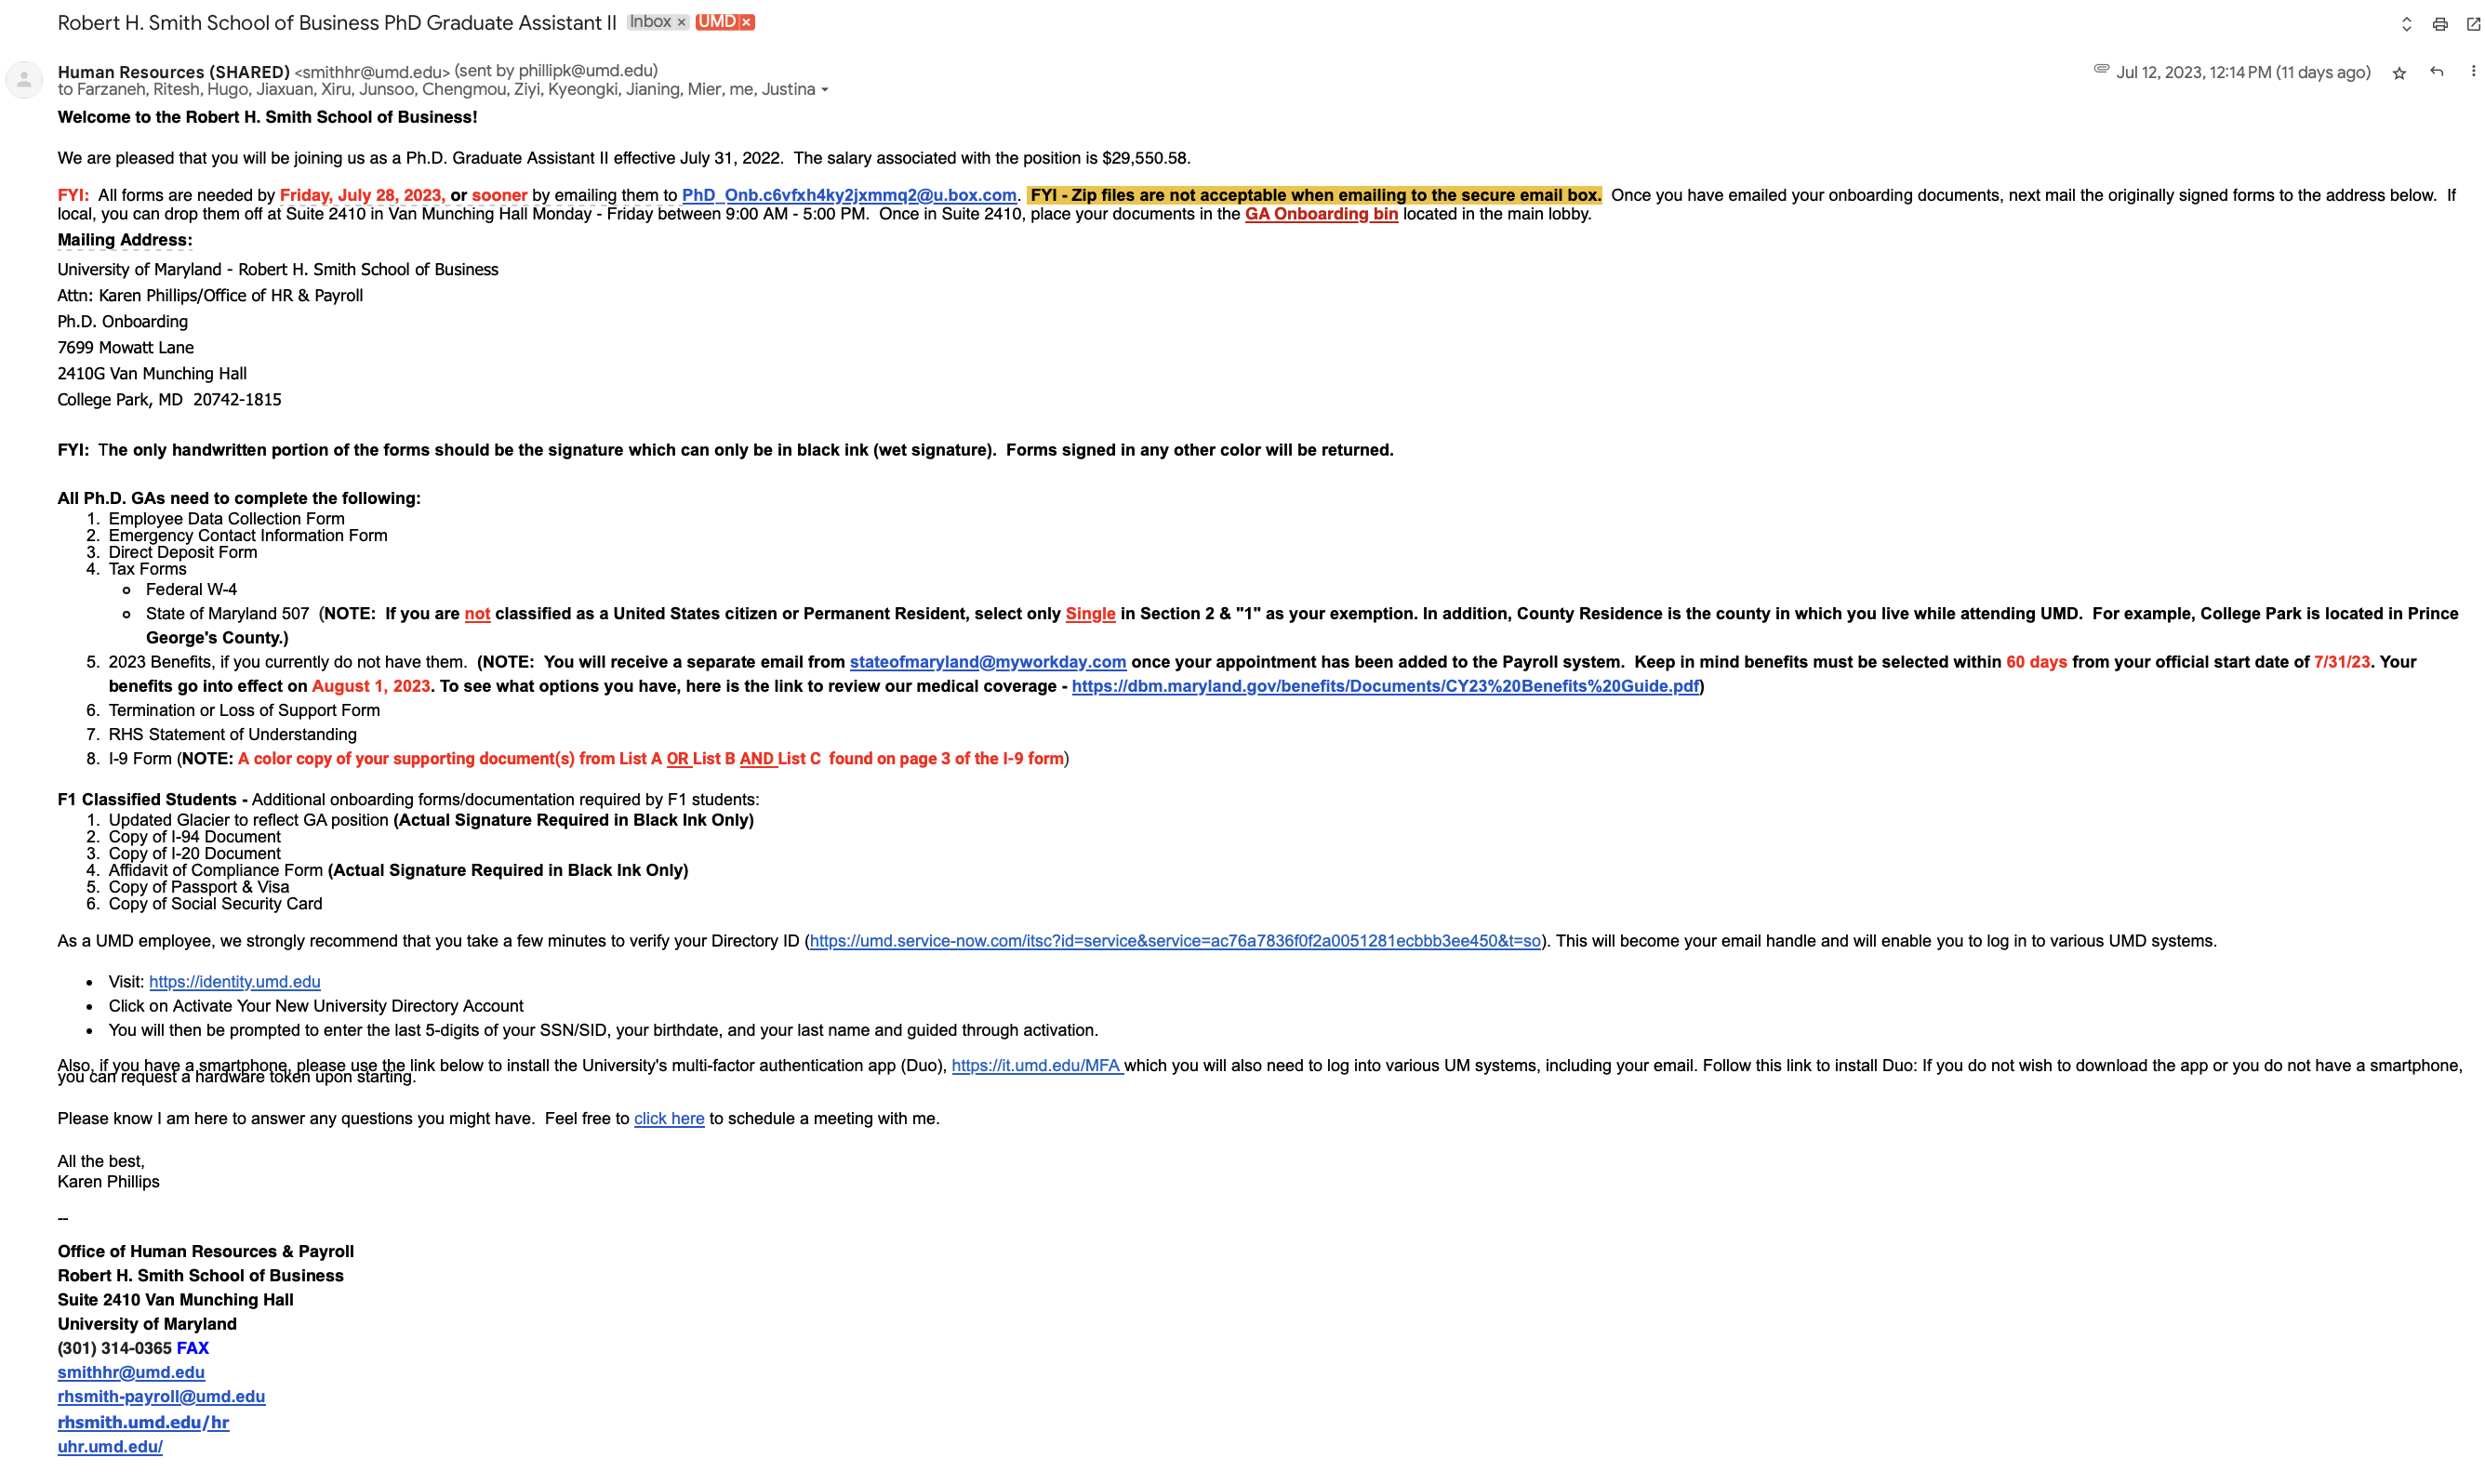 Robert H. Smith School of Business PhD Graduate Assistant II Inbox × UMD ×
Human Resources (SHARED) <smithhr@umd.edu> (sent by phillipk@umd.edu)
Jul 12, 2023, 12:14 PM (11 days ago)
to Farzaneh, Ritesh, Hugo, Jiaxuan, Xiru, Junsoo, Chengmou, Ziyi, Kyeongki, Jianing, Mier, me, Justina
Welcome to the Robert H. Smith School of Business!
We are pleased that you will be joining us as a Ph.D. Graduate Assistant II effective July 31, 2022.  The salary associated with the position is $29,550.58.
FYI:  All forms are needed by Friday, July 28, 2023, or sooner by emailing them to PhD_Onb.c6vfxh4ky2jxmmq2@u.box.com.  FYI - Zip files are not acceptable when emailing to the secure email box.  Once you have emailed your onboarding documents, next mail the originally signed forms to the address below.  If
local, you can drop them off at Suite 2410 in Van Munching Hall Monday - Friday between 9:00 AM - 5:00 PM.  Once in Suite 2410, place your documents in the GA Onboarding bin located in the main lobby.
Mailing Address:
University of Maryland - Robert H. Smith School of Business
Attn: Karen Phillips/Office of HR & Payroll
Ph.D. Onboarding
7699 Mowatt Lane
2410G Van Munching Hall
College Park, MD  20742-1815
FYI:  The only handwritten portion of the forms should be the signature which can only be in black ink (wet signature).  Forms signed in any other color will be returned.
All Ph.D. GAs need to complete the following:
1. Employee Data Collection Form
2. Emergency Contact Information Form
3. Direct Deposit Form
4. Tax Forms
Federal W-4
State of Maryland 507  (NOTE:  If you are not classified as a United States citizen or Permanent Resident, select only Single in Section 2 & "1" as your exemption. In addition, County Residence is the county in which you live while attending UMD.  For example, College Park is located in Prince
George's County.)
5. 2023 Benefits, if you currently do not have them.  (NOTE:  You will receive a separate email from stateofmaryland@myworkday.com once your appointment has been added to the Payroll system.  Keep in mind benefits must be selected within 60 days from your official start date of 7/31/23. Your
benefits go into effect on August 1, 2023. To see what options you have, here is the link to review our medical coverage - https://dbm.maryland.gov/benefits/Documents/CY23%20Benefits%20Guide.pdf)
6. Termination or Loss of Support Form
7. RHS Statement of Understanding
8. I-9 Form (NOTE: A color copy of your supporting document(s) from List A OR List B AND List C  found on page 3 of the I-9 form)
F1 Classified Students - Additional onboarding forms/documentation required by F1 students:
1. Updated Glacier to reflect GA position (Actual Signature Required in Black Ink Only)
2. Copy of I-94 Document
3. Copy of I-20 Document
4. Affidavit of Compliance Form (Actual Signature Required in Black Ink Only)
5. Copy of Passport & Visa
6. Copy of Social Security Card
As a UMD employee, we strongly recommend that you take a few minutes to verify your Directory ID (https://umd.service-now.com/itsc?id=service&service=ac76a7836f0f2a0051281ecbbb3ee450&t=so). This will become your email handle and will enable you to log in to various UMD systems.
• Visit: https://identity.umd.edu
• Click on Activate Your New University Directory Account
• You will then be prompted to enter the last 5-digits of your SSN/SID, your birthdate, and your last name and guided through activation.
Also, if you have a smartphone, please use the link below to install the University's multi-factor authentication app (Duo), https://it.umd.edu/MFA which you will also need to log into various UM systems, including your email. Follow this link to install Duo: If you do not wish to download the app or you do not have a smartphone,
you can request a hardware token upon starting.
Please know I am here to answer any questions you might have.  Feel free to click here to schedule a meeting with me.
All the best,
Karen Phillips
--
Office of Human Resources & Payroll
Robert H. Smith School of Business
Suite 2410 Van Munching Hall
University of Maryland
(301) 314-0365 FAX
smithhr@umd.edu
rhsmith-payroll@umd.edu
rhsmith.umd.edu/hr
uhr.umd.edu/